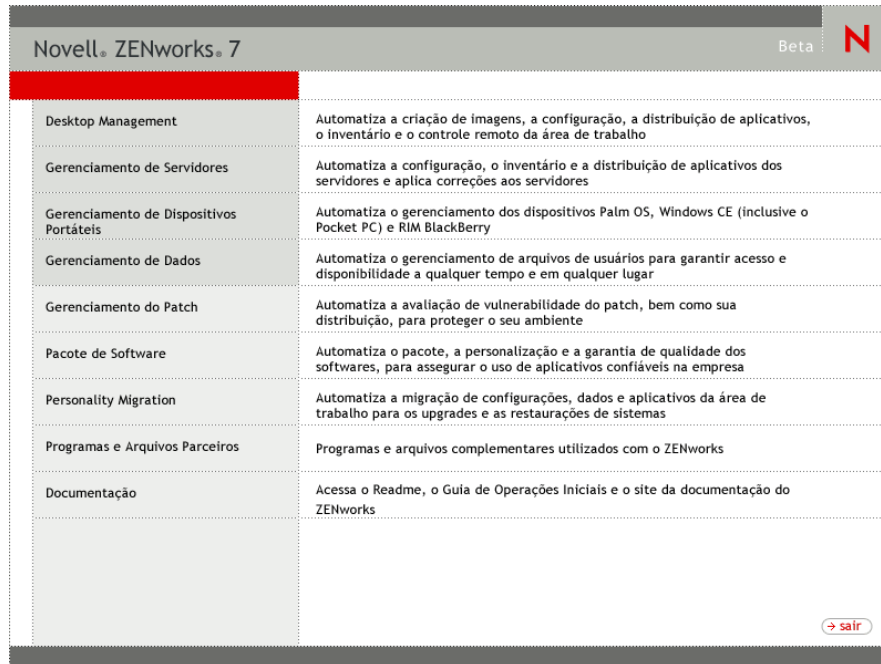 Novell® ZENworks® 7
Beta
N
Desktop Management
Automatiza a criação de imagens, a configuração, a distribuição de aplicativos,
o inventário e o controle remoto da área de trabalho
Gerenciamento de Servidores
Automatiza a configuração, o inventário e a distribuição de aplicativos dos
servidores e aplica correções aos servidores
Gerenciamento de Dispositivos
Portáteis
Automatiza o gerenciamento dos dispositivos Palm OS, Windows CE (inclusive o
Pocket PC) e RIM BlackBerry
Gerenciamento de Dados
Automatiza o gerenciamento de arquivos de usuários para garantir acesso e
disponibilidade a qualquer tempo e em qualquer lugar
Gerenciamento do Patch
Automatiza a avaliação de vulnerabilidade do patch, bem como sua
distribuição, para proteger o seu ambiente
Pacote de Software
Automatiza o pacote, a personalização e a garantia de qualidade dos
softwares, para assegurar o uso de aplicativos confiáveis na empresa
Personality Migration
Automatiza a migração de configurações, dados e aplicativos da área de
trabalho para os upgrades e as restaurações de sistemas
Programas e Arquivos Parceiros
Programas e arquivos complementares utilizados com o ZENworks
Documentação
Acessa o Readme, o Guia de Operações Iniciais e o site da documentação do
ZENworks
→ sair